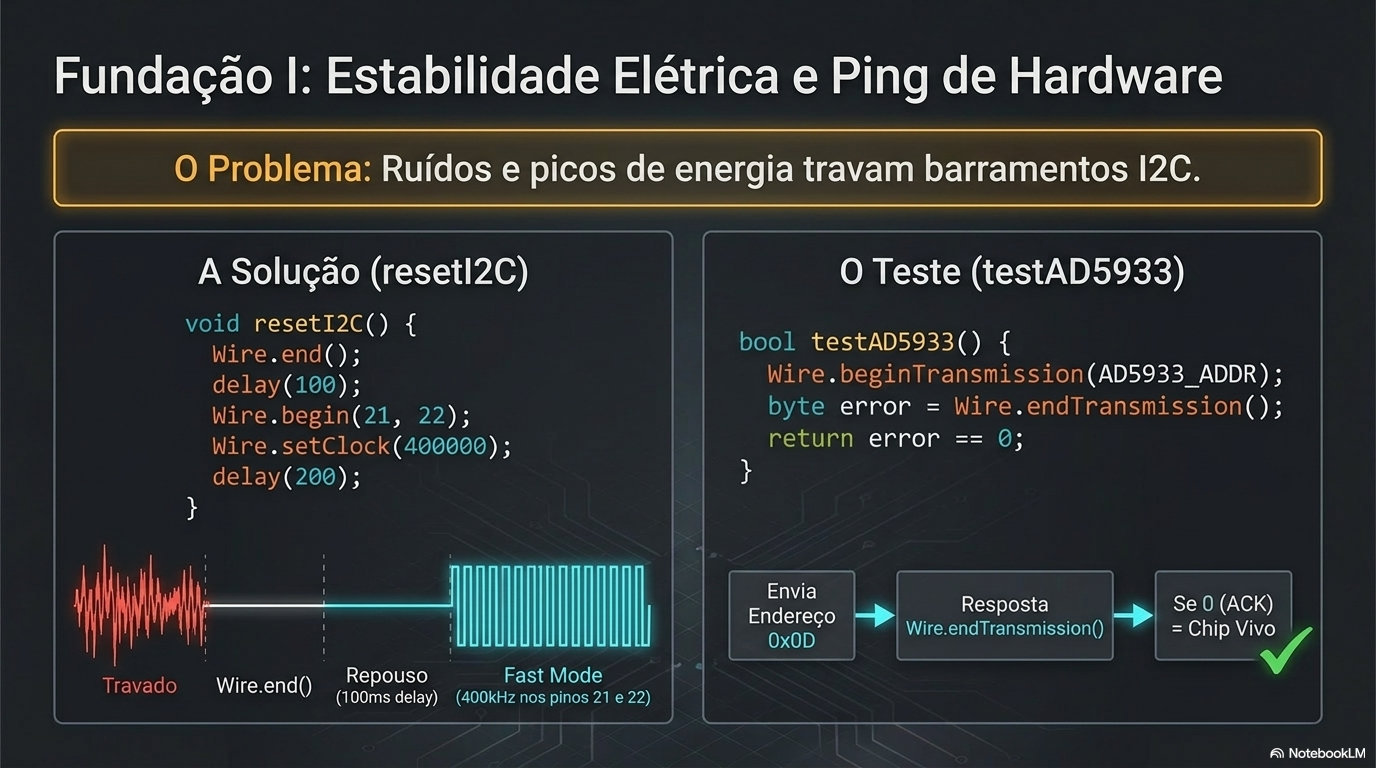 Fundação I: Estabilidade Elétrica e Ping de Hardware
O Problema: Ruídos e picos de energia travam barramentos I2C.
A Solução (resetI2C)
void resetI2C() {
  Wire.end();
  delay(100);
  Wire.begin(21, 22);
  Wire.setClock(400000);
  delay(200);
}
Travado
Wire.end()
Repouso
(100ms delay)
Fast Mode
(400kHz nos pinos 21 e 22)
O Teste (testAD5933)
bool testAD5933() {
  Wire.beginTransmission(AD5933_ADDR);
  byte error = Wire.endTransmission();
  return error == 0;
}
Envia
Endereço
0x0D
Resposta
Wire.endTransmission()
Se 0 (ACK)
= Chip Vivo
NotebookLM